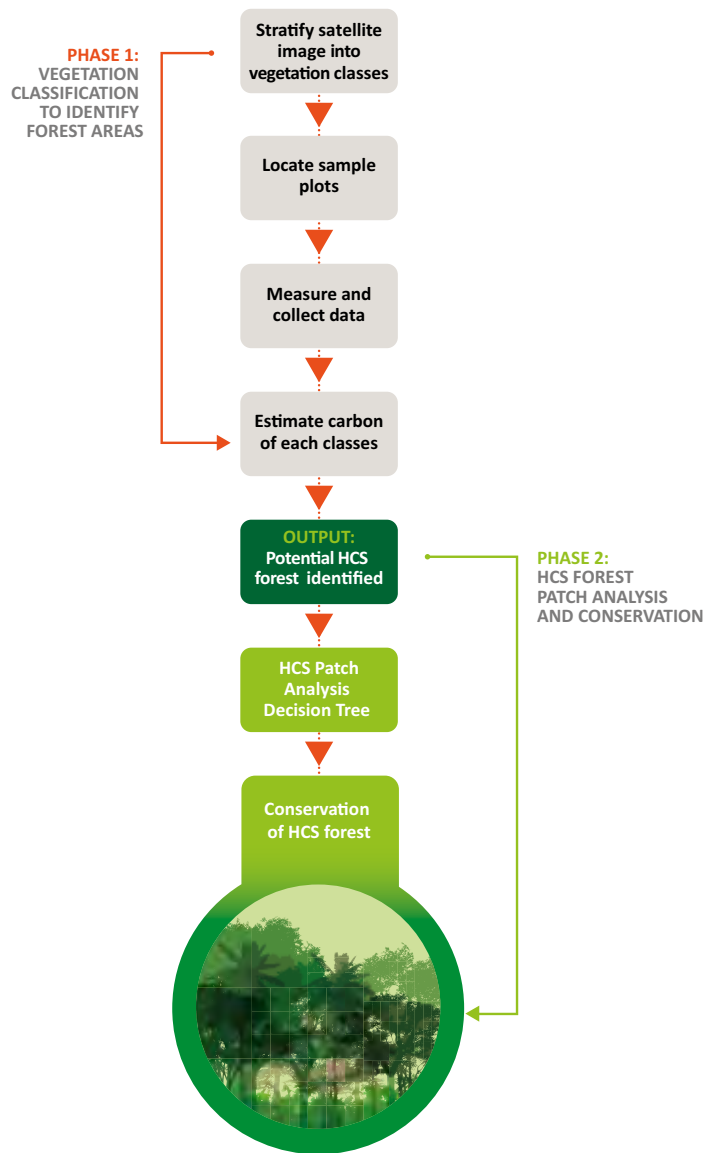 PHASE 1:
VEGETATION
CLASSIFICATION
TO IDENTIFY
FOREST AREAS
Stratify satellite
image into
vegetation classes
Locate sample
plots
Measure and
collect data
Estimate carbon
of each classes
OUTPUT:
Potential HCS
forest identified
PHASE 2:
HCS FOREST
PATCH ANALYSIS
AND CONSERVATION
HCS Patch
Analysis
Decision Tree
Conservation
of HCS forest